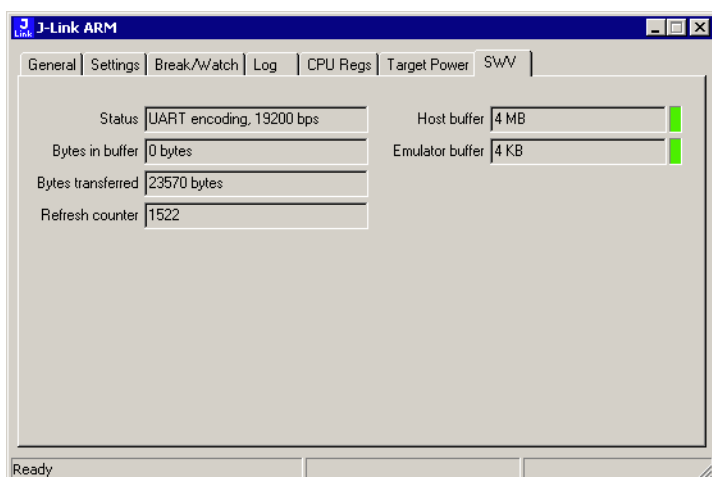 J Link J-Link ARM
General Settings Break/Watch Log CPU Regs Target Power SWV
Status UART encoding, 19200 bps Host buffer 4 MB
Bytes in buffer 0 bytes Emulator buffer 4 KB
Bytes transferred 23570 bytes
Refresh counter 1522
Ready